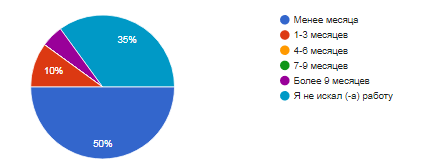 35%
10%
50%
Менее месяца
1-3 месяцев
4-6 месяцев
7-9 месяцев
Более 9 месяцев
Я не искал (-а) работу